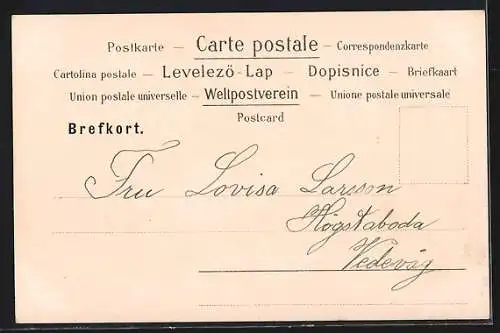 Postkarte — Carte postale — Correspondenzkarte
Cartolina postale — Levelező-Lap — Dopisnice — Briefkaart
Union postale universelle — Weltpostverein — Unione postale universale
Postcard
Brefkort.
Fru Lovisa Larsson
Högstaboda
Vedevåg